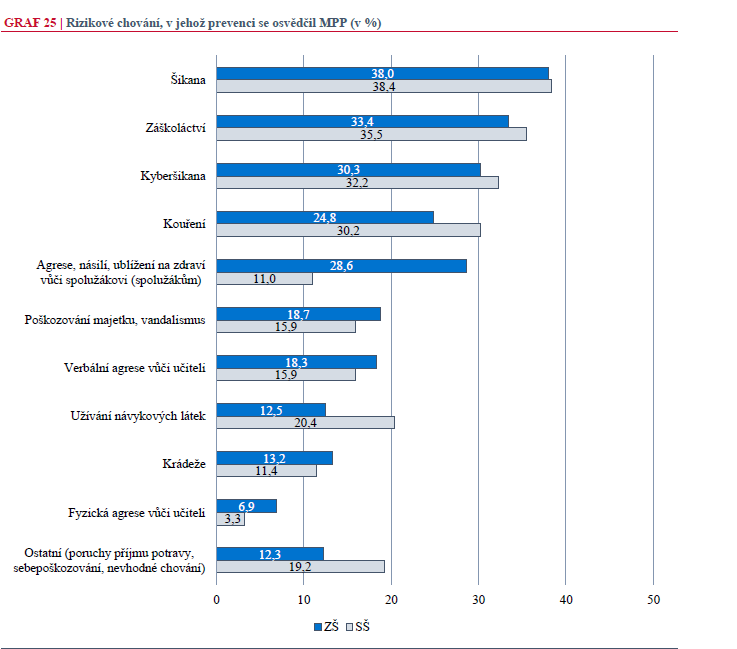 GRAF 25 | Rizikové chování, v jehož prevenci se osvědčil MPP (v %)
Šikana
38,0
38,4
Záškoláctví
33,4
35,5
Kyberšikana
30,3
32,2
Kouření
24,8
30,2
Agrese, násilí, ublížení na zdraví
vůči spolužákovi (spolužákům)
28,6
11,0
Poškozování majetku, vandalismus
18,7
15,9
Verbální agrese vůči učiteli
18,3
15,9
Užívání návykových látek
12,5
20,4
Krádeže
13,2
11,4
Fyzická agrese vůči učiteli
6,9
3,3
Ostatní (poruchy příjmu potravy,
sebepoškozování, nevhodné chování)
12,3
19,2
0 10 20 30 40 50
ZŠ SŠ